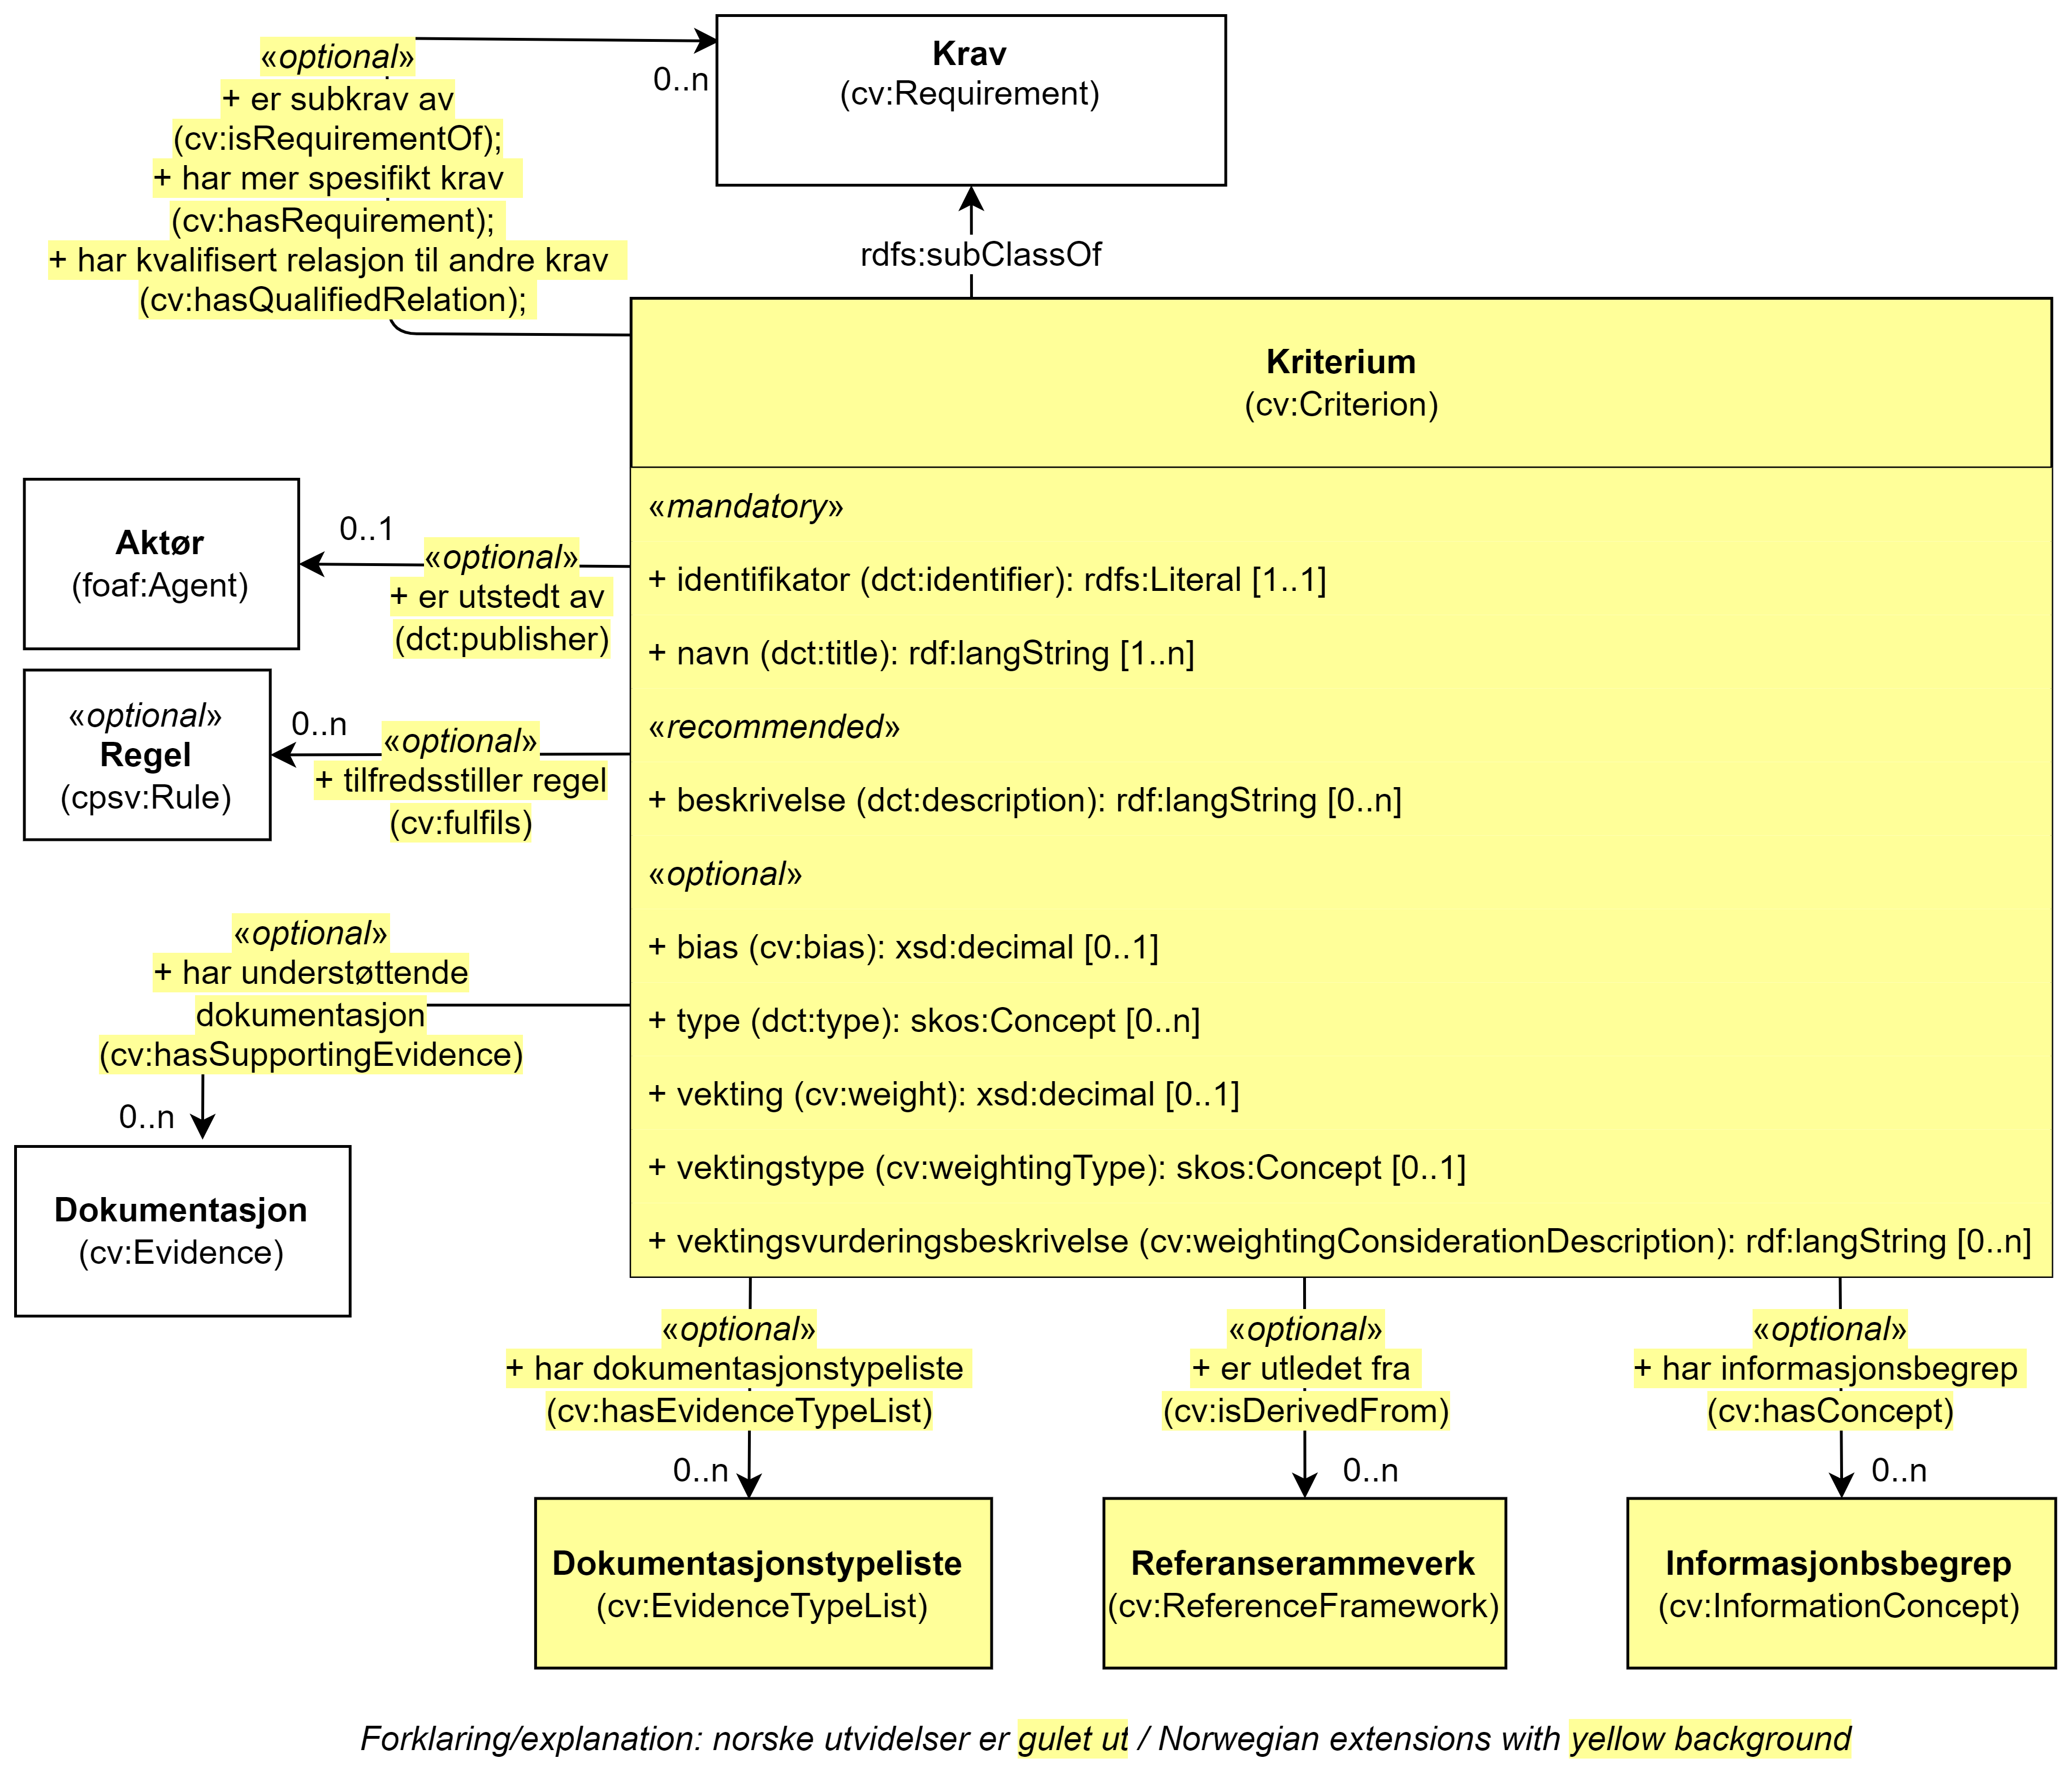 «optional»
+ er subkrav av
(cv:isRequirementOf);
+ har mer spesifikt krav
(cv:hasRequirement);
+ har kvalifisert relasjon til andre krav
(cv:hasQualifiedRelation);
0..n
Krav
(cv:Requirement)
rdfs:subClassOf
Kriterium
(cv:Criterion)
«mandatory»
+ identifikator (dct:identifier): rdfs:Literal [1..1]
+ navn (dct:title): rdf:langString [1..n]
«recommended»
+ beskrivelse (dct:description): rdf:langString [0..n]
«optional»
+ bias (cv:bias): xsd:decimal [0..1]
+ type (dct:type): skos:Concept [0..n]
+ vekting (cv:weight): xsd:decimal [0..1]
+ vektingstype (cv:weightingType): skos:Concept [0..1]
+ vektingsvurderingsbeskrivelse (cv:weightingConsiderationDescription): rdf:langString [0..n]
Aktør
(foaf:Agent)
0..1
«optional»
+ er utstedt av
(dct:publisher)
«optional»
Regel
(cpsv:Rule)
0..n
«optional»
+ tilfredsstiller regel
(cv:fulfils)
«optional»
+ har understøttende
dokumentasjon
(cv:hasSupportingEvidence)
0..n
Dokumentasjon
(cv:Evidence)
«optional»
+ har dokumentasjonstypeliste
(cv:hasEvidenceTypeList)
0..n
Dokumentasjonstypeliste
(cv:EvidenceTypeList)
«optional»
+ er utledet fra
(cv:isDerivedFrom)
0..n
Referanserammeverk
(cv:ReferenceFramework)
«optional»
+ har informasjonsbegrep
(cv:hasConcept)
0..n
Informasjonbsbegrep
(cv:InformationConcept)
Forklaring/explanation: norske utvidelser er gulet ut / Norwegian extensions with yellow background